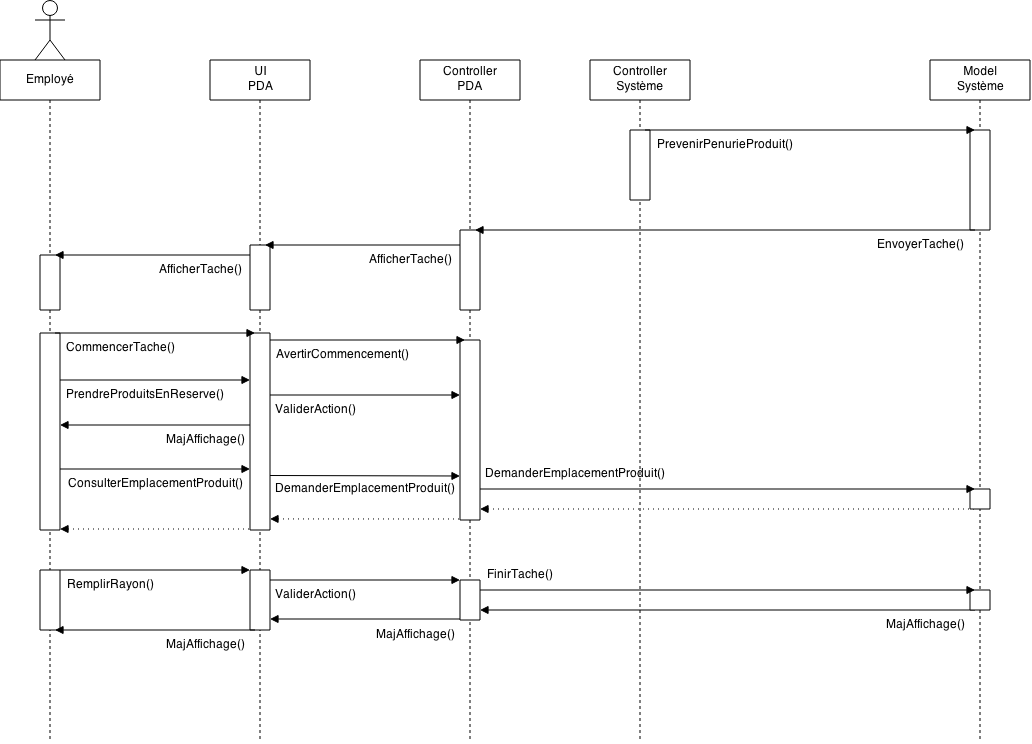 Employé
UI
PDA
Controller
PDA
Controller
Système
Model
Système
PrevenirPenurieProduit()
EnvoyerTache()
AfficherTache()
AfficherTache()
CommencerTache()
AvertirCommencement()
PrendreProduitsEnReserve()
ValiderAction()
MajAffichage()
DemanderEmplacementProduit()
ConsulterEmplacementProduit()
DemanderEmplacementProduit()
FinirTache()
RemplirRayon()
ValiderAction()
MajAffichage()
MajAffichage()
MajAffichage()